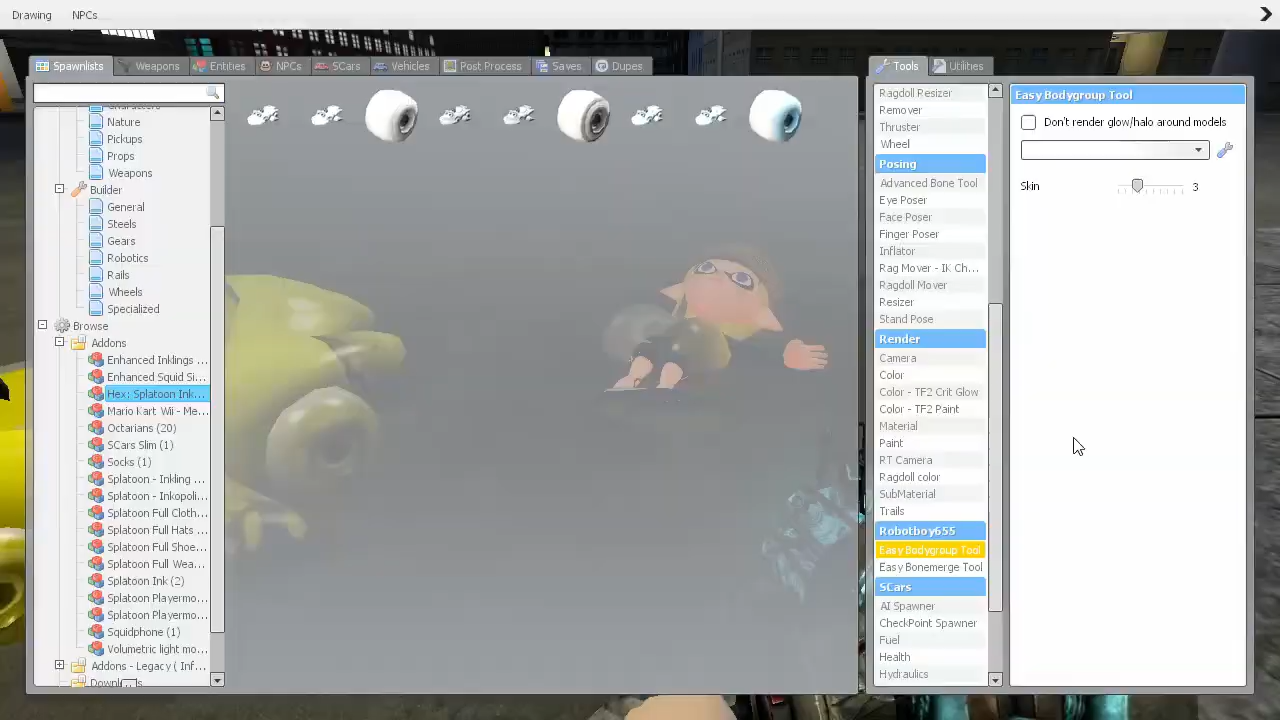 Drawing NPCs
Spawnlists Weapons Entities NPCs SCars Vehicles Post Process Saves Dupes
Nature
Pickups
Props
Weapons
Builder
General
Steels
Gears
Robotics
Rails
Wheels
Specialized
Browse
Addons
Enhanced Inklings ...
Enhanced Squid Si...
Hex: Splatoon Ink...
Mario Kart Wii - Me...
Octarians (20)
SCars Slim (1)
Socks (1)
Splatoon - Inkling ...
Splatoon - Inkopoli...
Splatoon Full Cloth...
Splatoon Full Hats ...
Splatoon Full Shoe...
Splatoon Full Wea...
Splatoon Ink (2)
Splatoon Playermo...
Splatoon Playermo...
Squidphone (1)
Volumetric light mo...
Addons - Legacy ( Inf...
Tools Utilities
Ragdoll Resizer
Remover
Thruster
Wheel
Posing
Advanced Bone Tool
Eye Poser
Face Poser
Finger Poser
Inflator
Rag Mover - IK Ch...
Ragdoll Mover
Resizer
Stand Pose
Render
Camera
Color
Color - TF2 Crit Glow
Color - TF2 Paint
Material
Paint
RT Camera
Ragdoll color
SubMaterial
Trails
Robotboy655
Easy Bodygroup Tool
Easy Bonemerge Tool
SCars
AI Spawner
CheckPoint Spawner
Fuel
Health
Hydraulics
Easy Bodygroup Tool
Don't render glow/halo around models
Skin 3